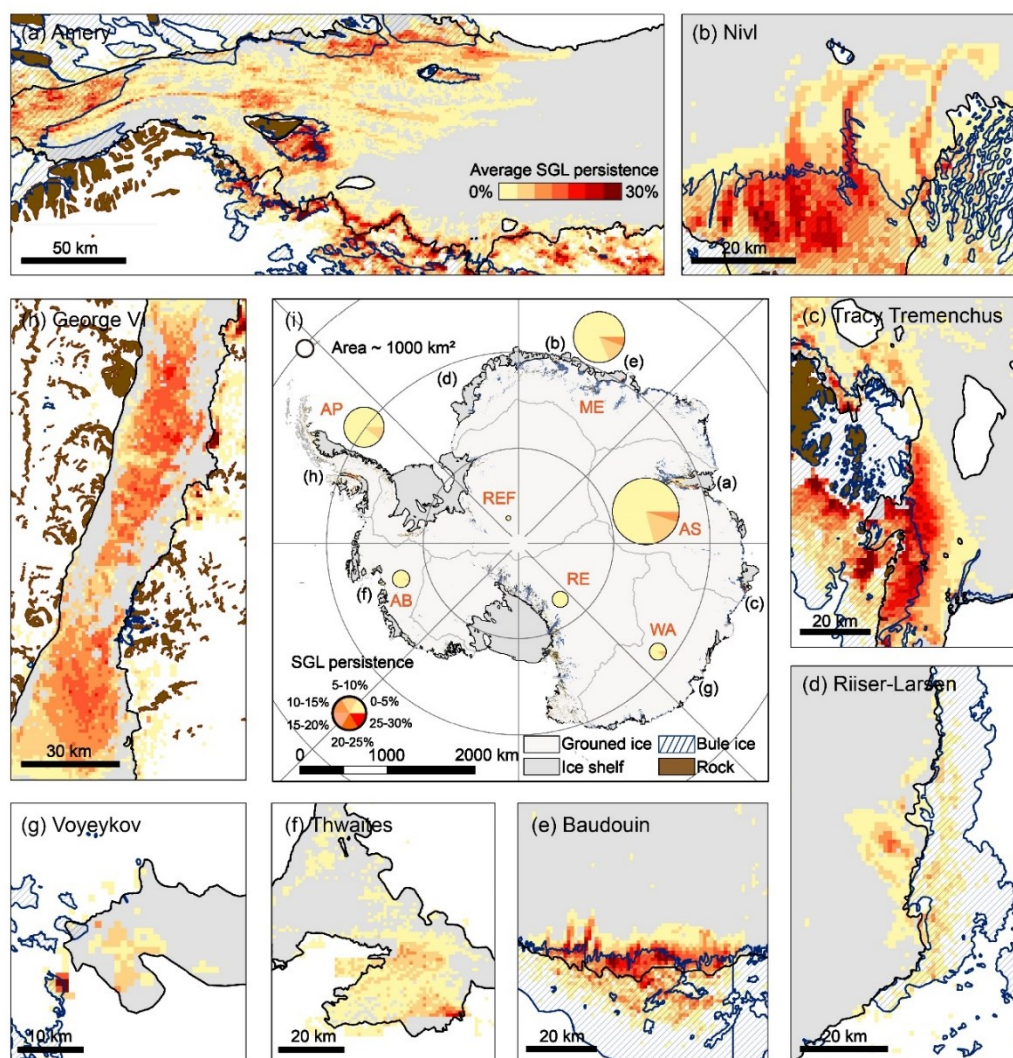 (a) Amery
Average SGL persistence
0% 30%
50 km
(b) Nivl
20 km
(h) George VI
30 km
(i)
Area ~ 1000 km²
(b)
(e)
(d)
ME
AP
(h)
REF
(a)
AS
(f)
AB
RE
(c)
WA
(g)
SGL persistence
5-10%
10-15% 0-5%
15-20% 25-30%
20-25%
0 1000 2000 km
Grouned ice Bule ice
Ice shelf Rock
(c) Tracy Tremenchus
20 km
(d) Riiser-Larsen
20 km
(g) Voyeykov
10 km
(f) Thwaites
20 km
(e) Baudouin
20 km